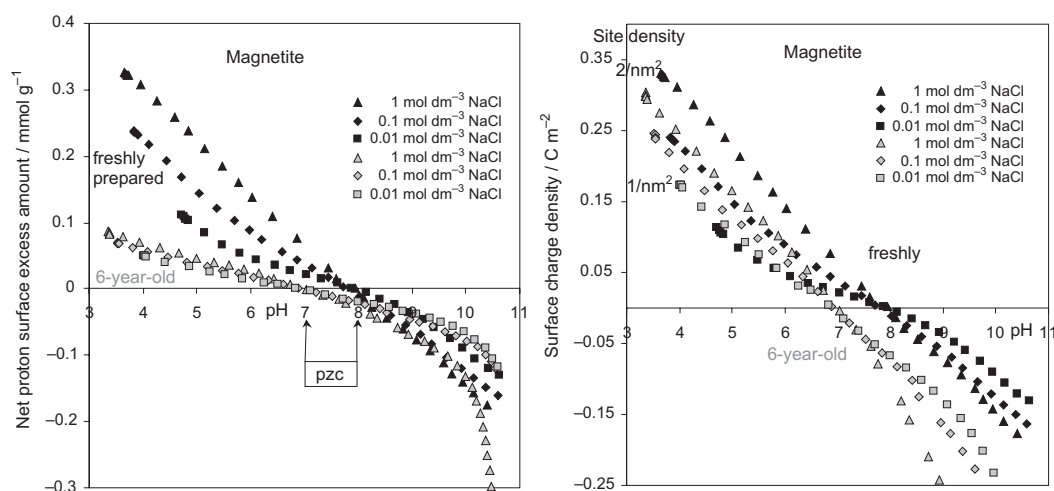 Net proton surface excess amount / mmol g⁻¹
0.4
0.3
0.2
0.1
0
–0.1
–0.2
–0.3
Magnetite
1 mol dm⁻³ NaCl
0.1 mol dm⁻³ NaCl
0.01 mol dm⁻³ NaCl
1 mol dm⁻³ NaCl
0.1 mol dm⁻³ NaCl
0.01 mol dm⁻³ NaCl
freshly
prepared
6-year-old
3 4 5 6 pH 7 8 9 10 11
pzc
Surface charge density / C m⁻²
0.35
0.25
0.15
0.05
–0.05
–0.15
–0.25
Site density
2/nm²
1/nm²
Magnetite
1 mol dm⁻³ NaCl
0.1 mol dm⁻³ NaCl
0.01 mol dm⁻³ NaCl
1 mol dm⁻³ NaCl
0.1 mol dm⁻³ NaCl
0.01 mol dm⁻³ NaCl
freshly
3 4 5 6 7 8 9 10 pH 11
6-year-old